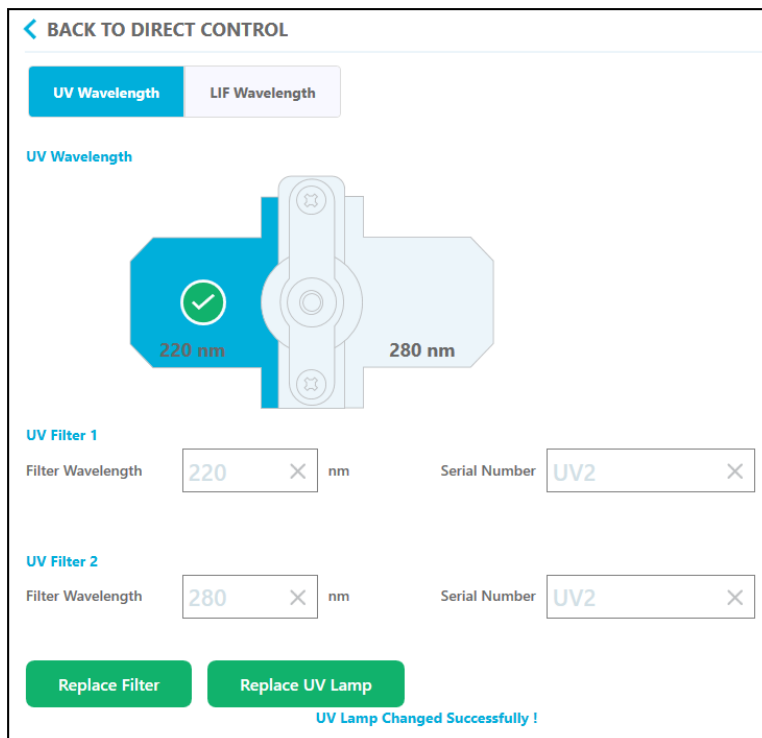 BACK TO DIRECT CONTROL
UV Wavelength LIF Wavelength
UV Wavelength
220 nm 280 nm
UV Filter 1
Filter Wavelength 220 nm Serial Number UV2
UV Filter 2
Filter Wavelength 280 nm Serial Number UV2
Replace Filter Replace UV Lamp
UV Lamp Changed Successfully !